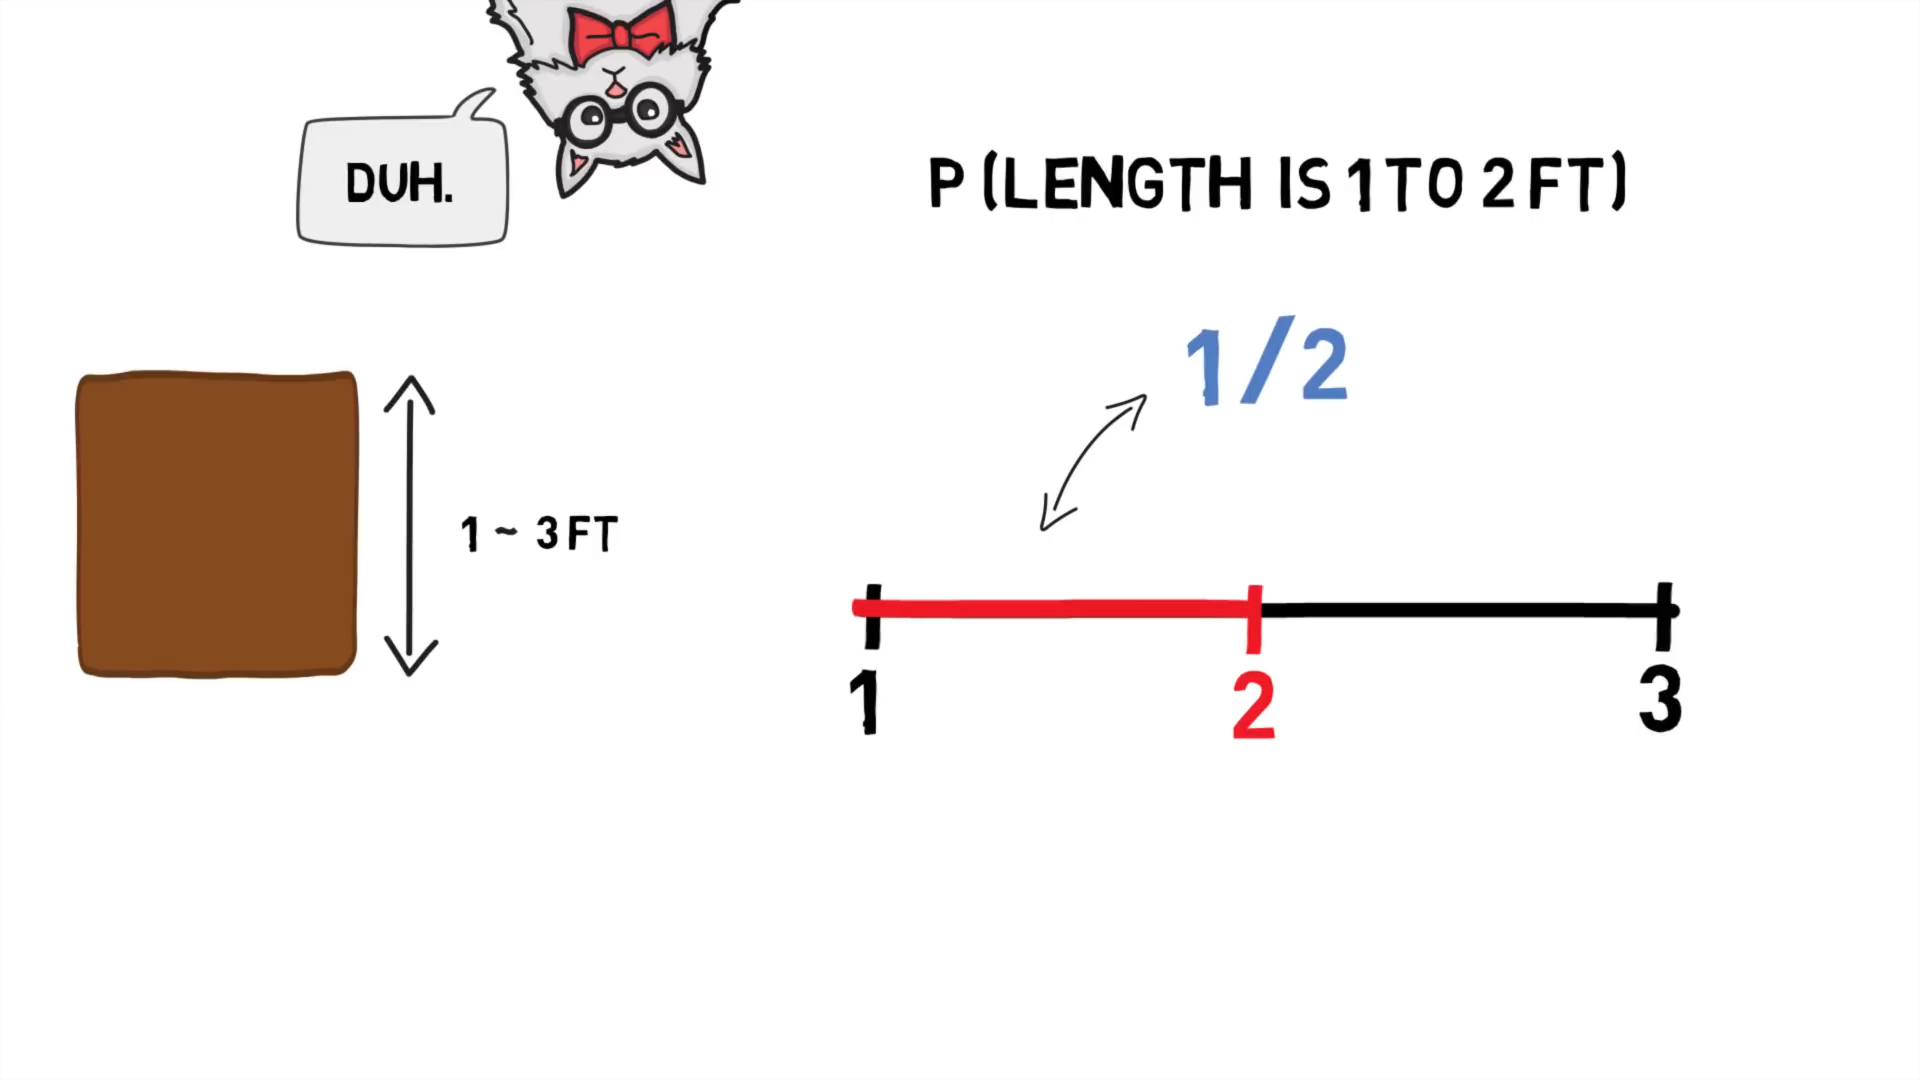 DUH.
P (LENGTH IS 1 TO 2 FT)
1/2
1 ~ 3 FT
1 2 3